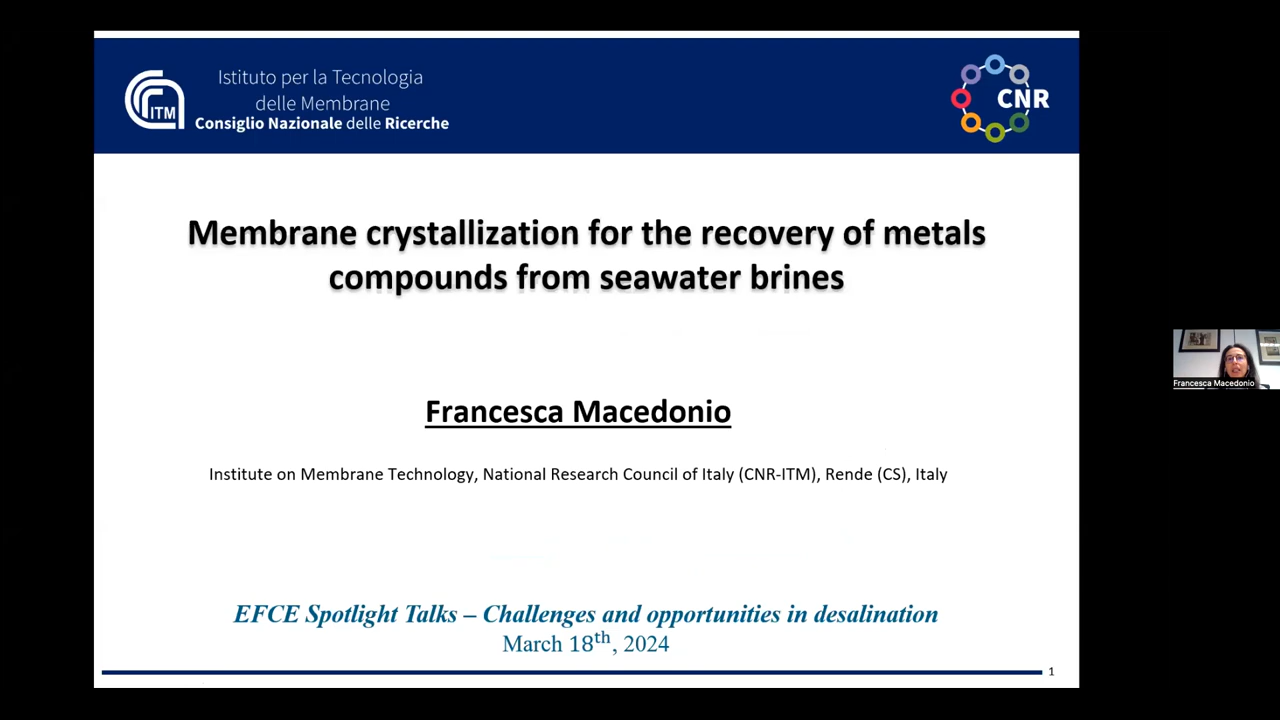 ITM
Istituto per la Tecnologia
delle Membrane
Consiglio Nazionale delle Ricerche
CNR
Membrane crystallization for the recovery of metals
compounds from seawater brines
Francesca Macedonio
Institute on Membrane Technology, National Research Council of Italy (CNR-ITM), Rende (CS), Italy
EFCE Spotlight Talks – Challenges and opportunities in desalination
March 18th, 2024
1
Francesca Macedonio